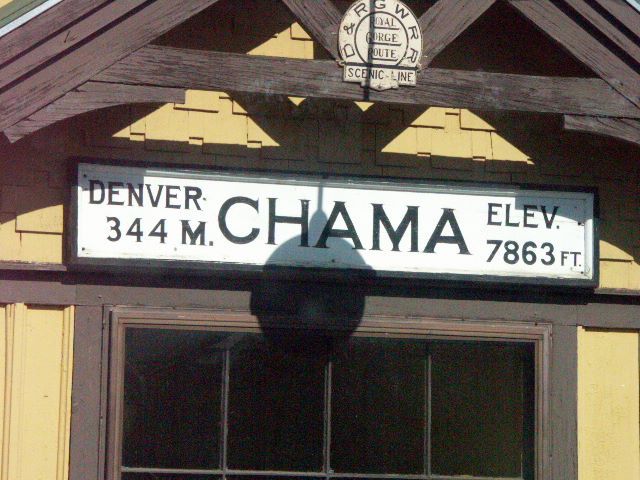 D&RGWRR
ROYAL
GORGE
ROUTE
SCENIC-LINE
DENVER
344 M.
CHAMA
ELEV.
7863 FT.